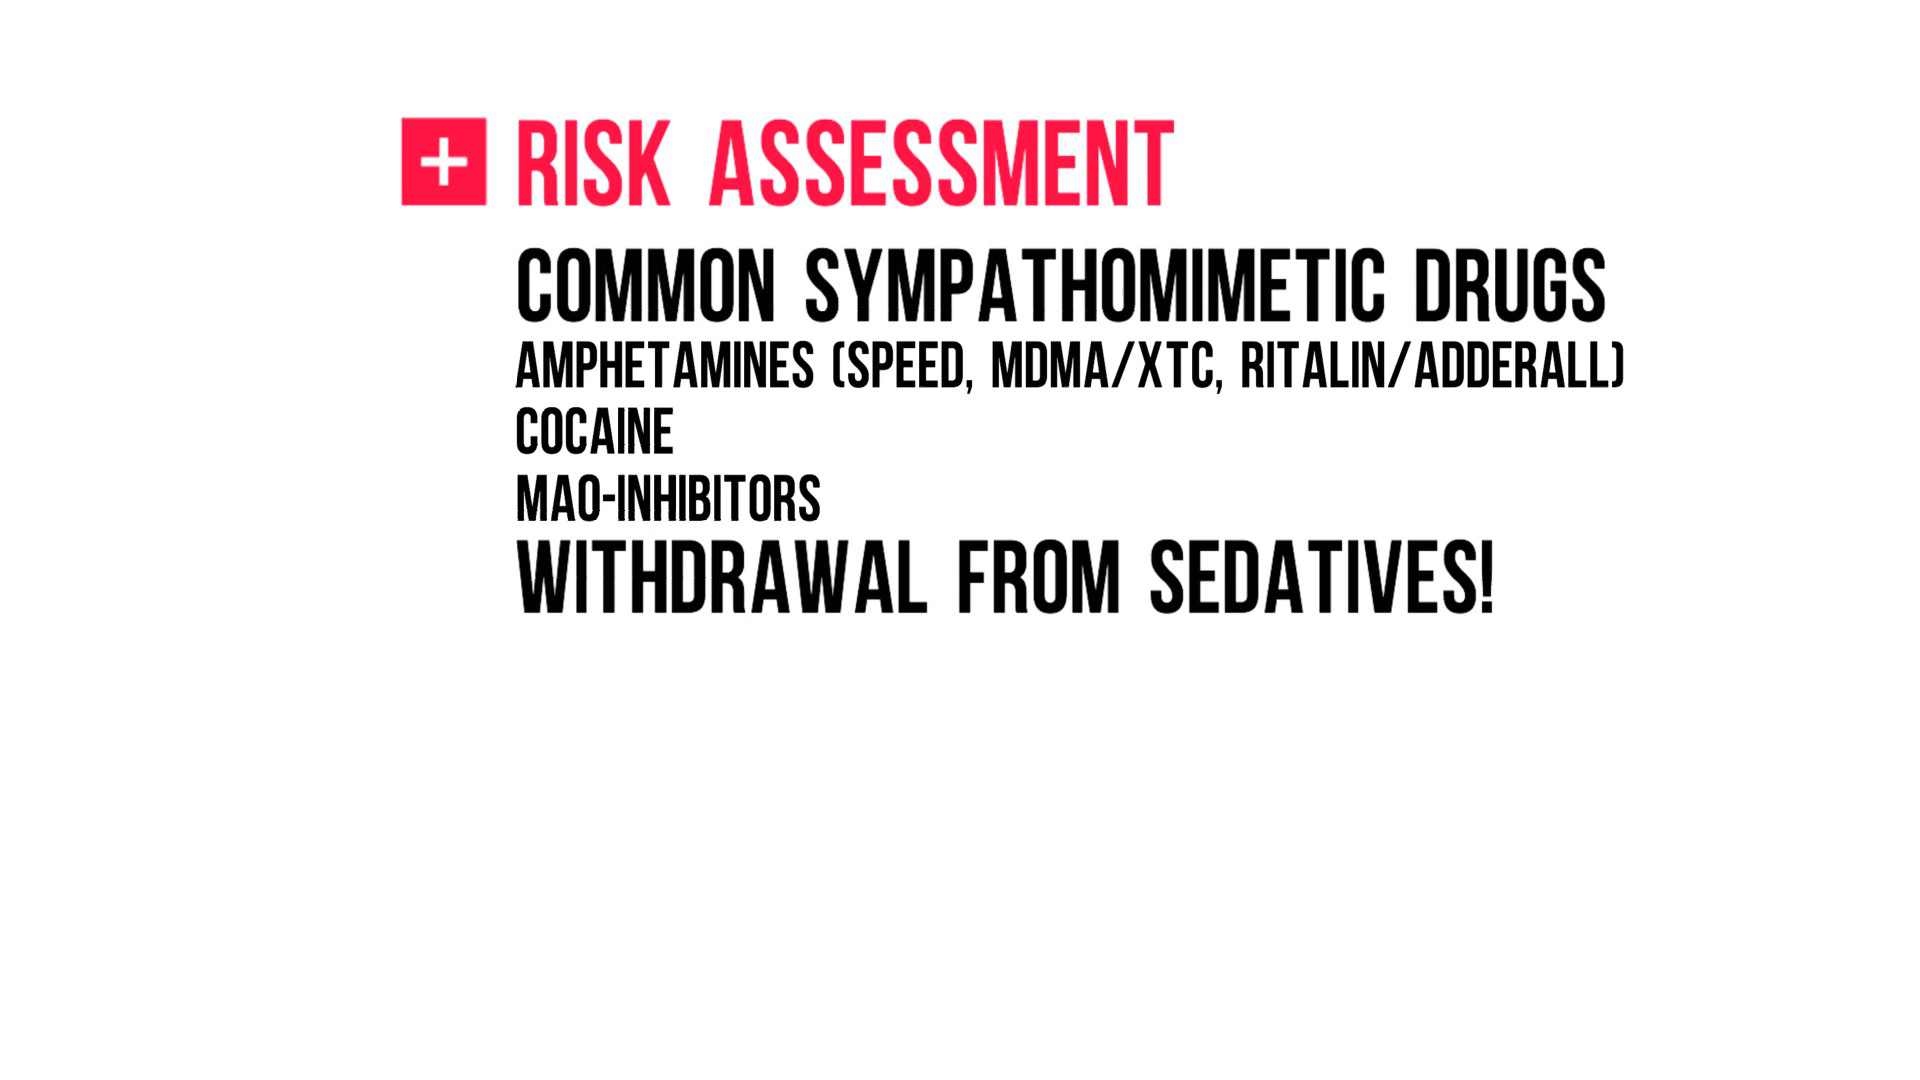 RISK ASSESSMENT
COMMON SYMPATHOMIMETIC DRUGS
AMPHETAMINES (SPEED, MDMA/XTC, RITALIN/ADDERALL)
COCAINE
MAO-INHIBITORS
WITHDRAWAL FROM SEDATIVES!